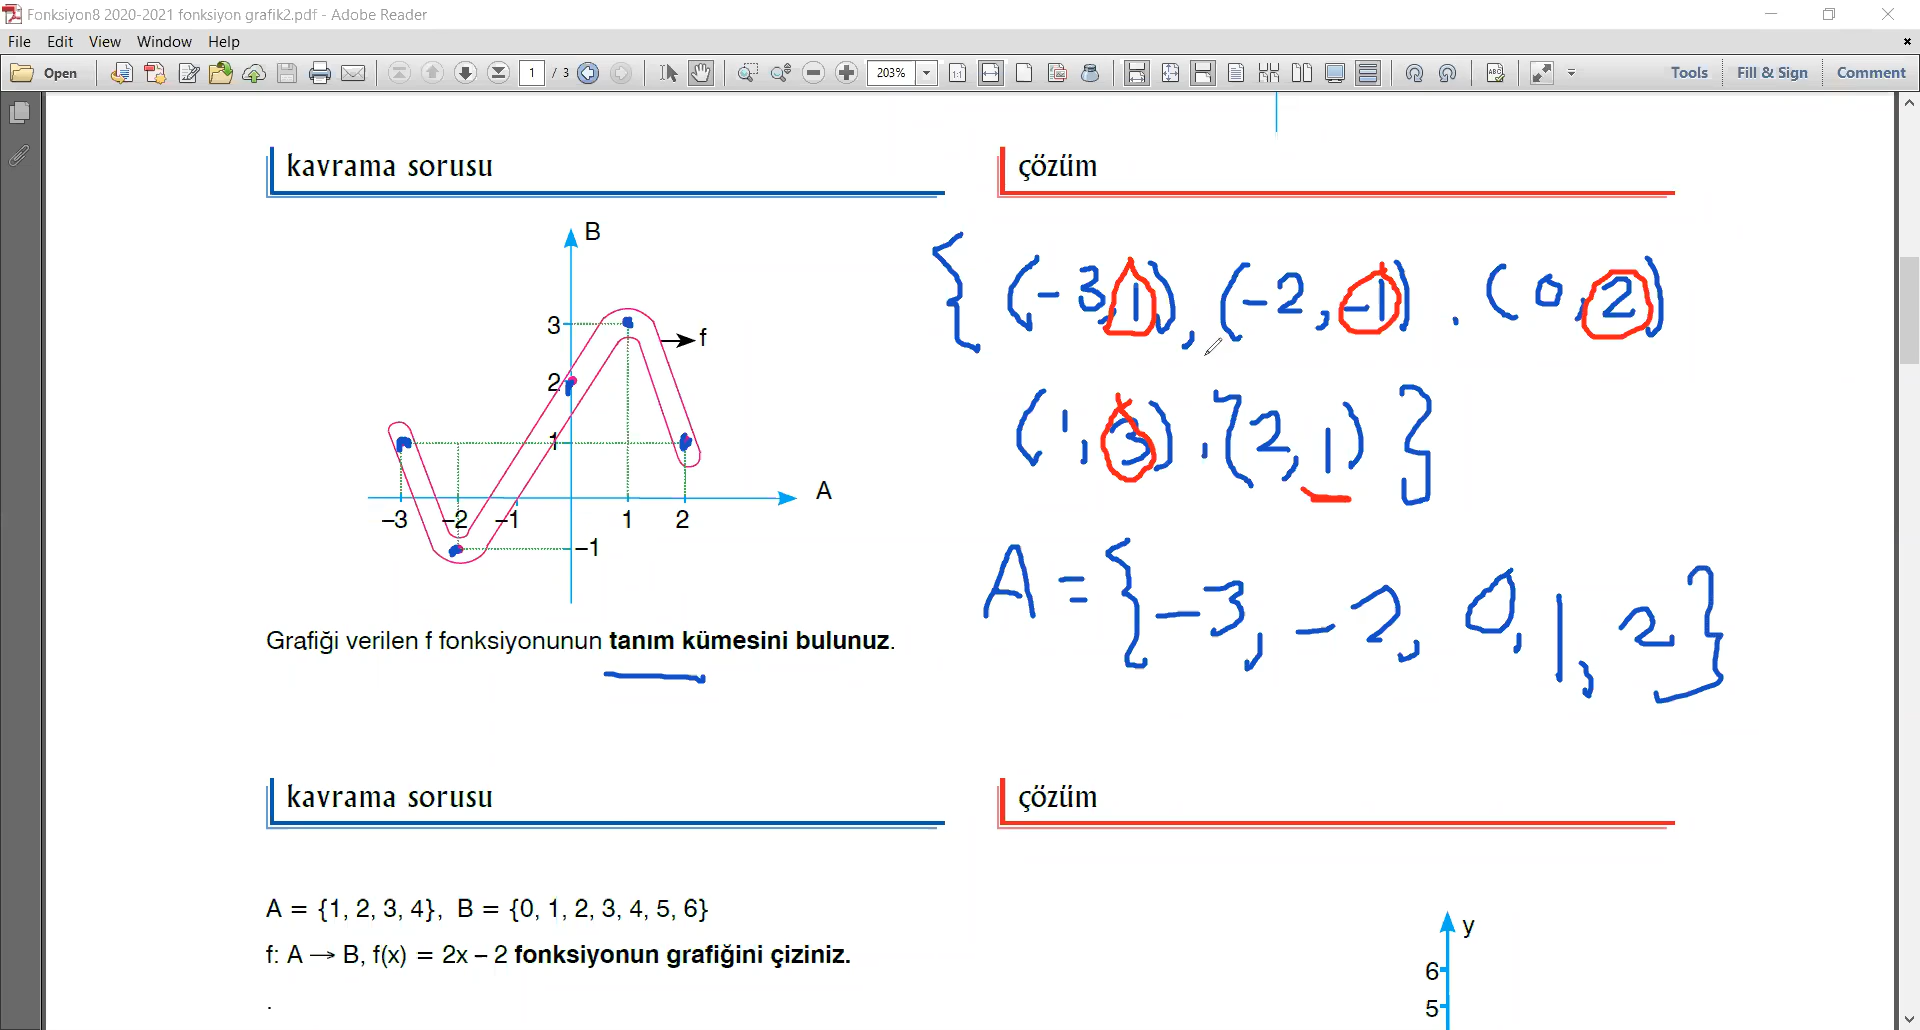 Fonksiyon8 2020-2021 fonksiyon grafik2.pdf - Adobe Reader
File Edit View Window Help
Open 1 / 3 203% Tools Fill & Sign Comment
kavrama sorusu
B
3
f
2
1
A
-3 -2 -1 1 2
-1
Grafiği verilen f fonksiyonunun tanım kümesini bulunuz.
çözüm
{ (-3, 1), (-2, -1), (0, 2)
(1, 3), (2, 1) }
A = {-3, -2, 0, 1, 2}
kavrama sorusu
A = {1, 2, 3, 4}, B = {0, 1, 2, 3, 4, 5, 6}
f: A → B, f(x) = 2x – 2 fonksiyonun grafiğini çiziniz.
.
çözüm
y
6
5